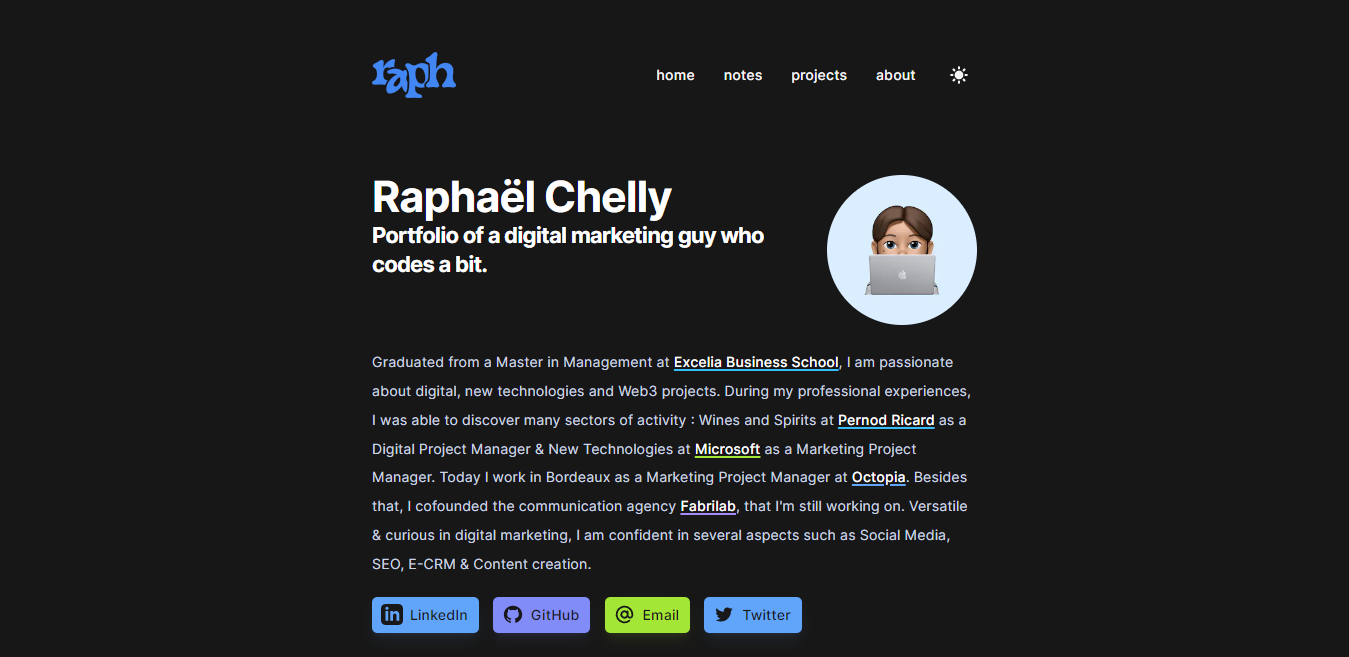 raph
home notes projects about
Raphaël Chelly
Portfolio of a digital marketing guy who
codes a bit.
Graduated from a Master in Management at Excelia Business School, I am passionate
about digital, new technologies and Web3 projects. During my professional experiences,
I was able to discover many sectors of activity : Wines and Spirits at Pernod Ricard as a
Digital Project Manager & New Technologies at Microsoft as a Marketing Project
Manager. Today I work in Bordeaux as a Marketing Project Manager at Octopia. Besides
that, I cofounded the communication agency Fabrilab, that I'm still working on. Versatile
& curious in digital marketing, I am confident in several aspects such as Social Media,
SEO, E-CRM & Content creation.
LinkedIn GitHub Email Twitter